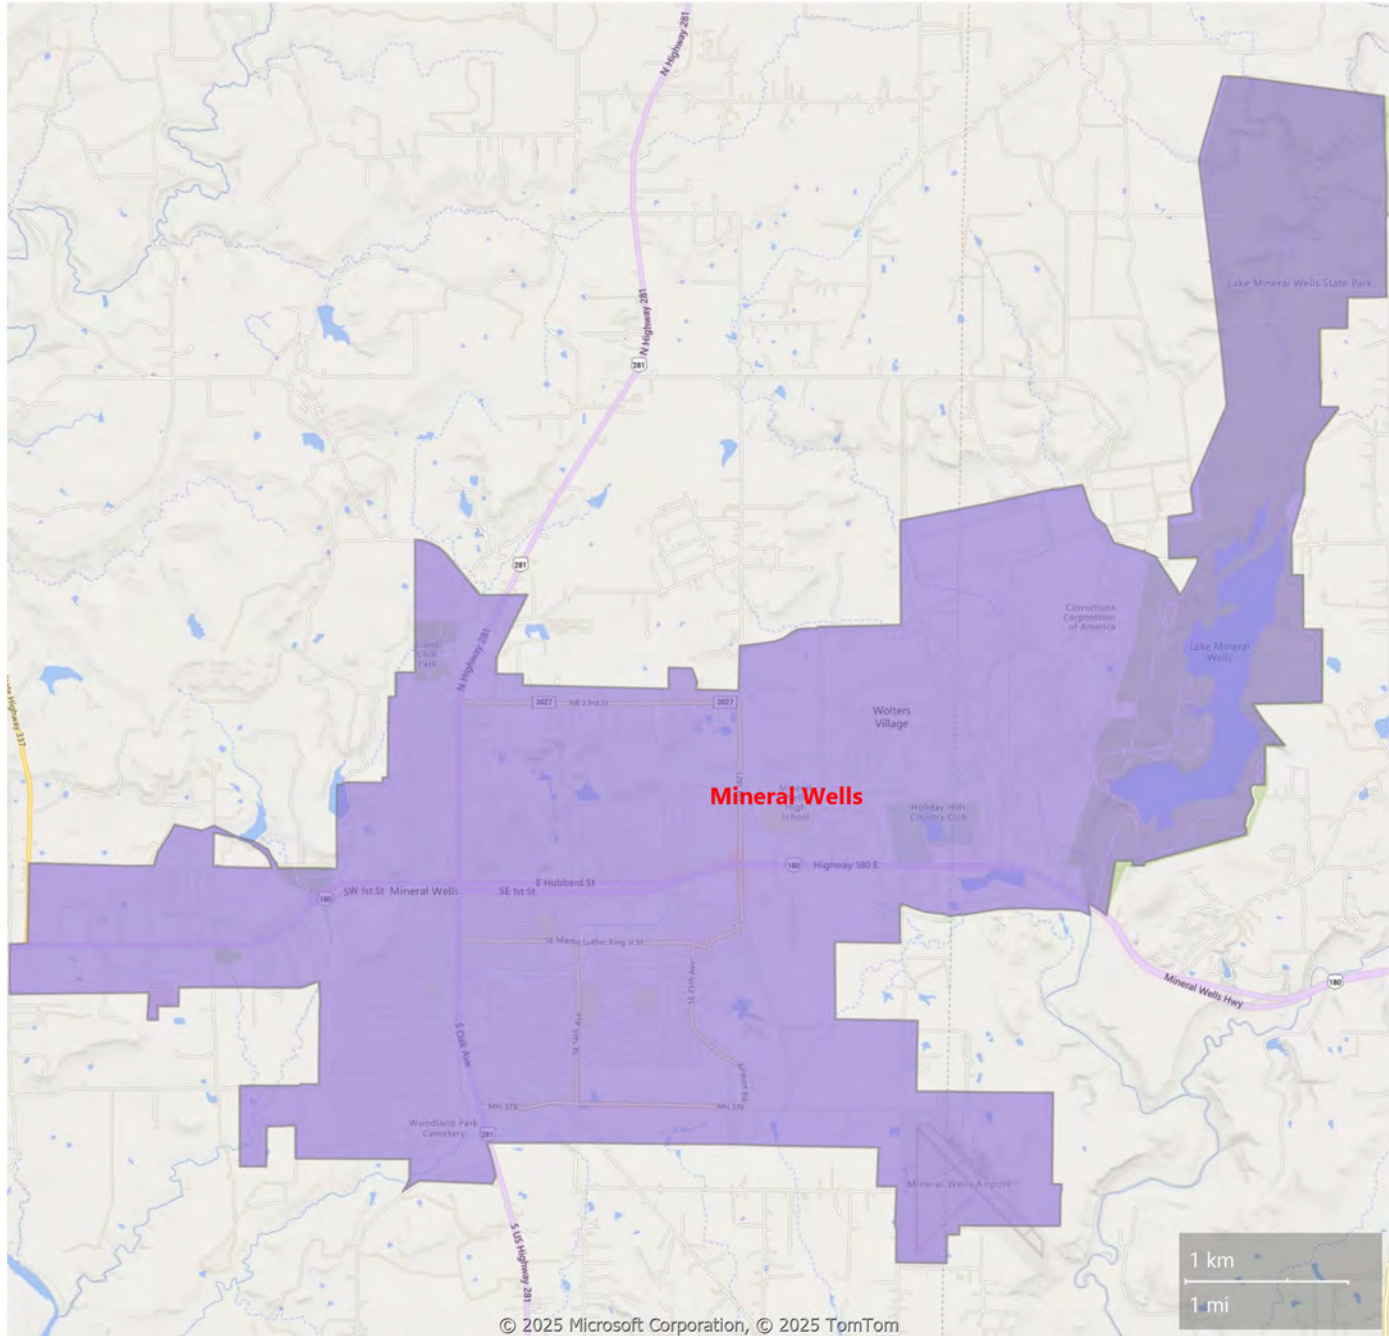 N Highway 281
N Highway 281
281
Lake Mineral Wells State Park
281
Corrections
Corporation
of America
Lions
Club
Park
N Highway 281
Lake Mineral
Wells
3027
NE 23rd St
3027
Wolters
Village
Mineral Wells
High
School
Holiday Hills
Country Club
180
Highway 180 E
E Hubbard St
SW 1st St
Mineral Wells
SE 1st St
180
SE Martin Luther King Jr St
SE 25th Ave
Mineral Wells Hwy
180
S Oak Ave
SE 14th Ave
Airport Rd
MH 379
MH 379
Woodland Park
Cemetery
281
Mineral Wells Airport
S US Highway 281
1 km
1 mi
© 2025 Microsoft Corporation, © 2025 TomTom